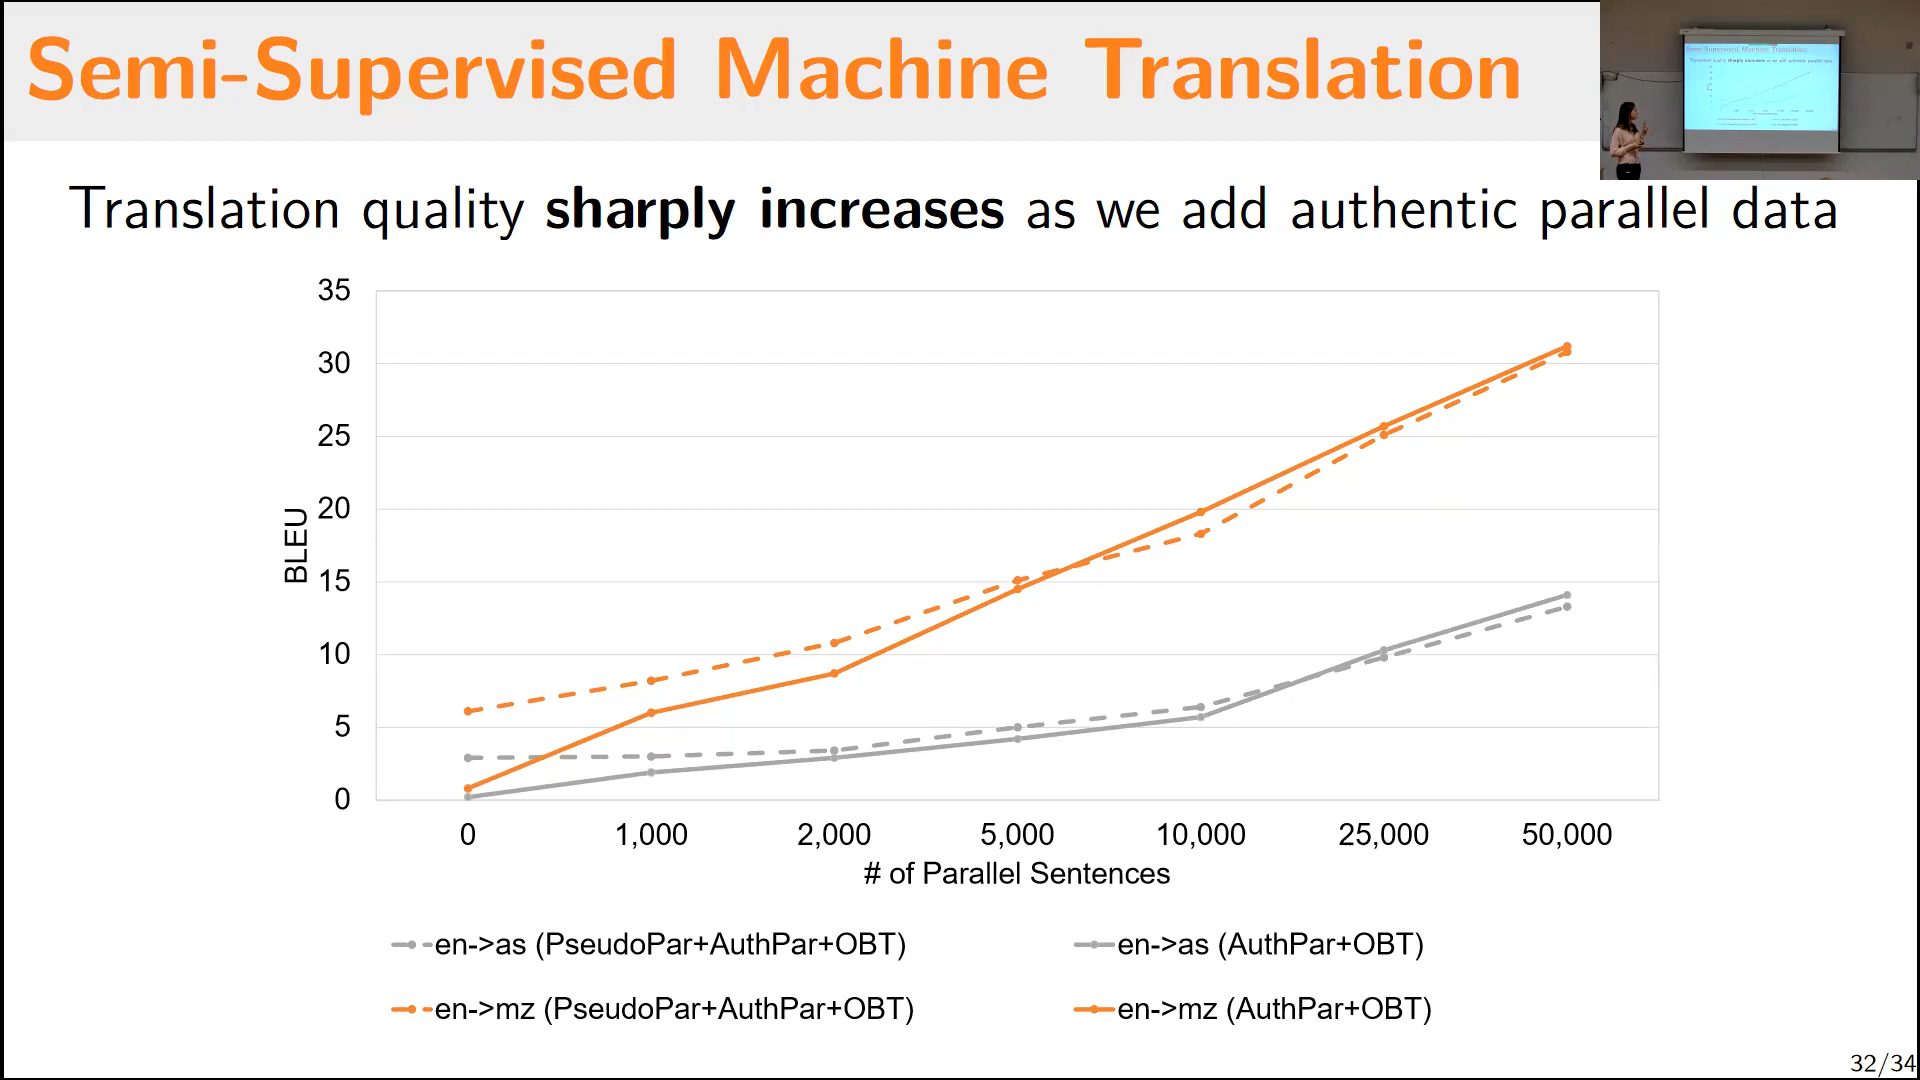 Semi-Supervised Machine Translation
Translation quality sharply increases as we add authentic parallel data
35
30
25
20
15
10
5
0
BLEU
0 1,000 2,000 5,000 10,000 25,000 50,000
# of Parallel Sentences
en->as (PseudoPar+AuthPar+OBT) en->as (AuthPar+OBT)
en->mz (PseudoPar+AuthPar+OBT) en->mz (AuthPar+OBT)
32/34